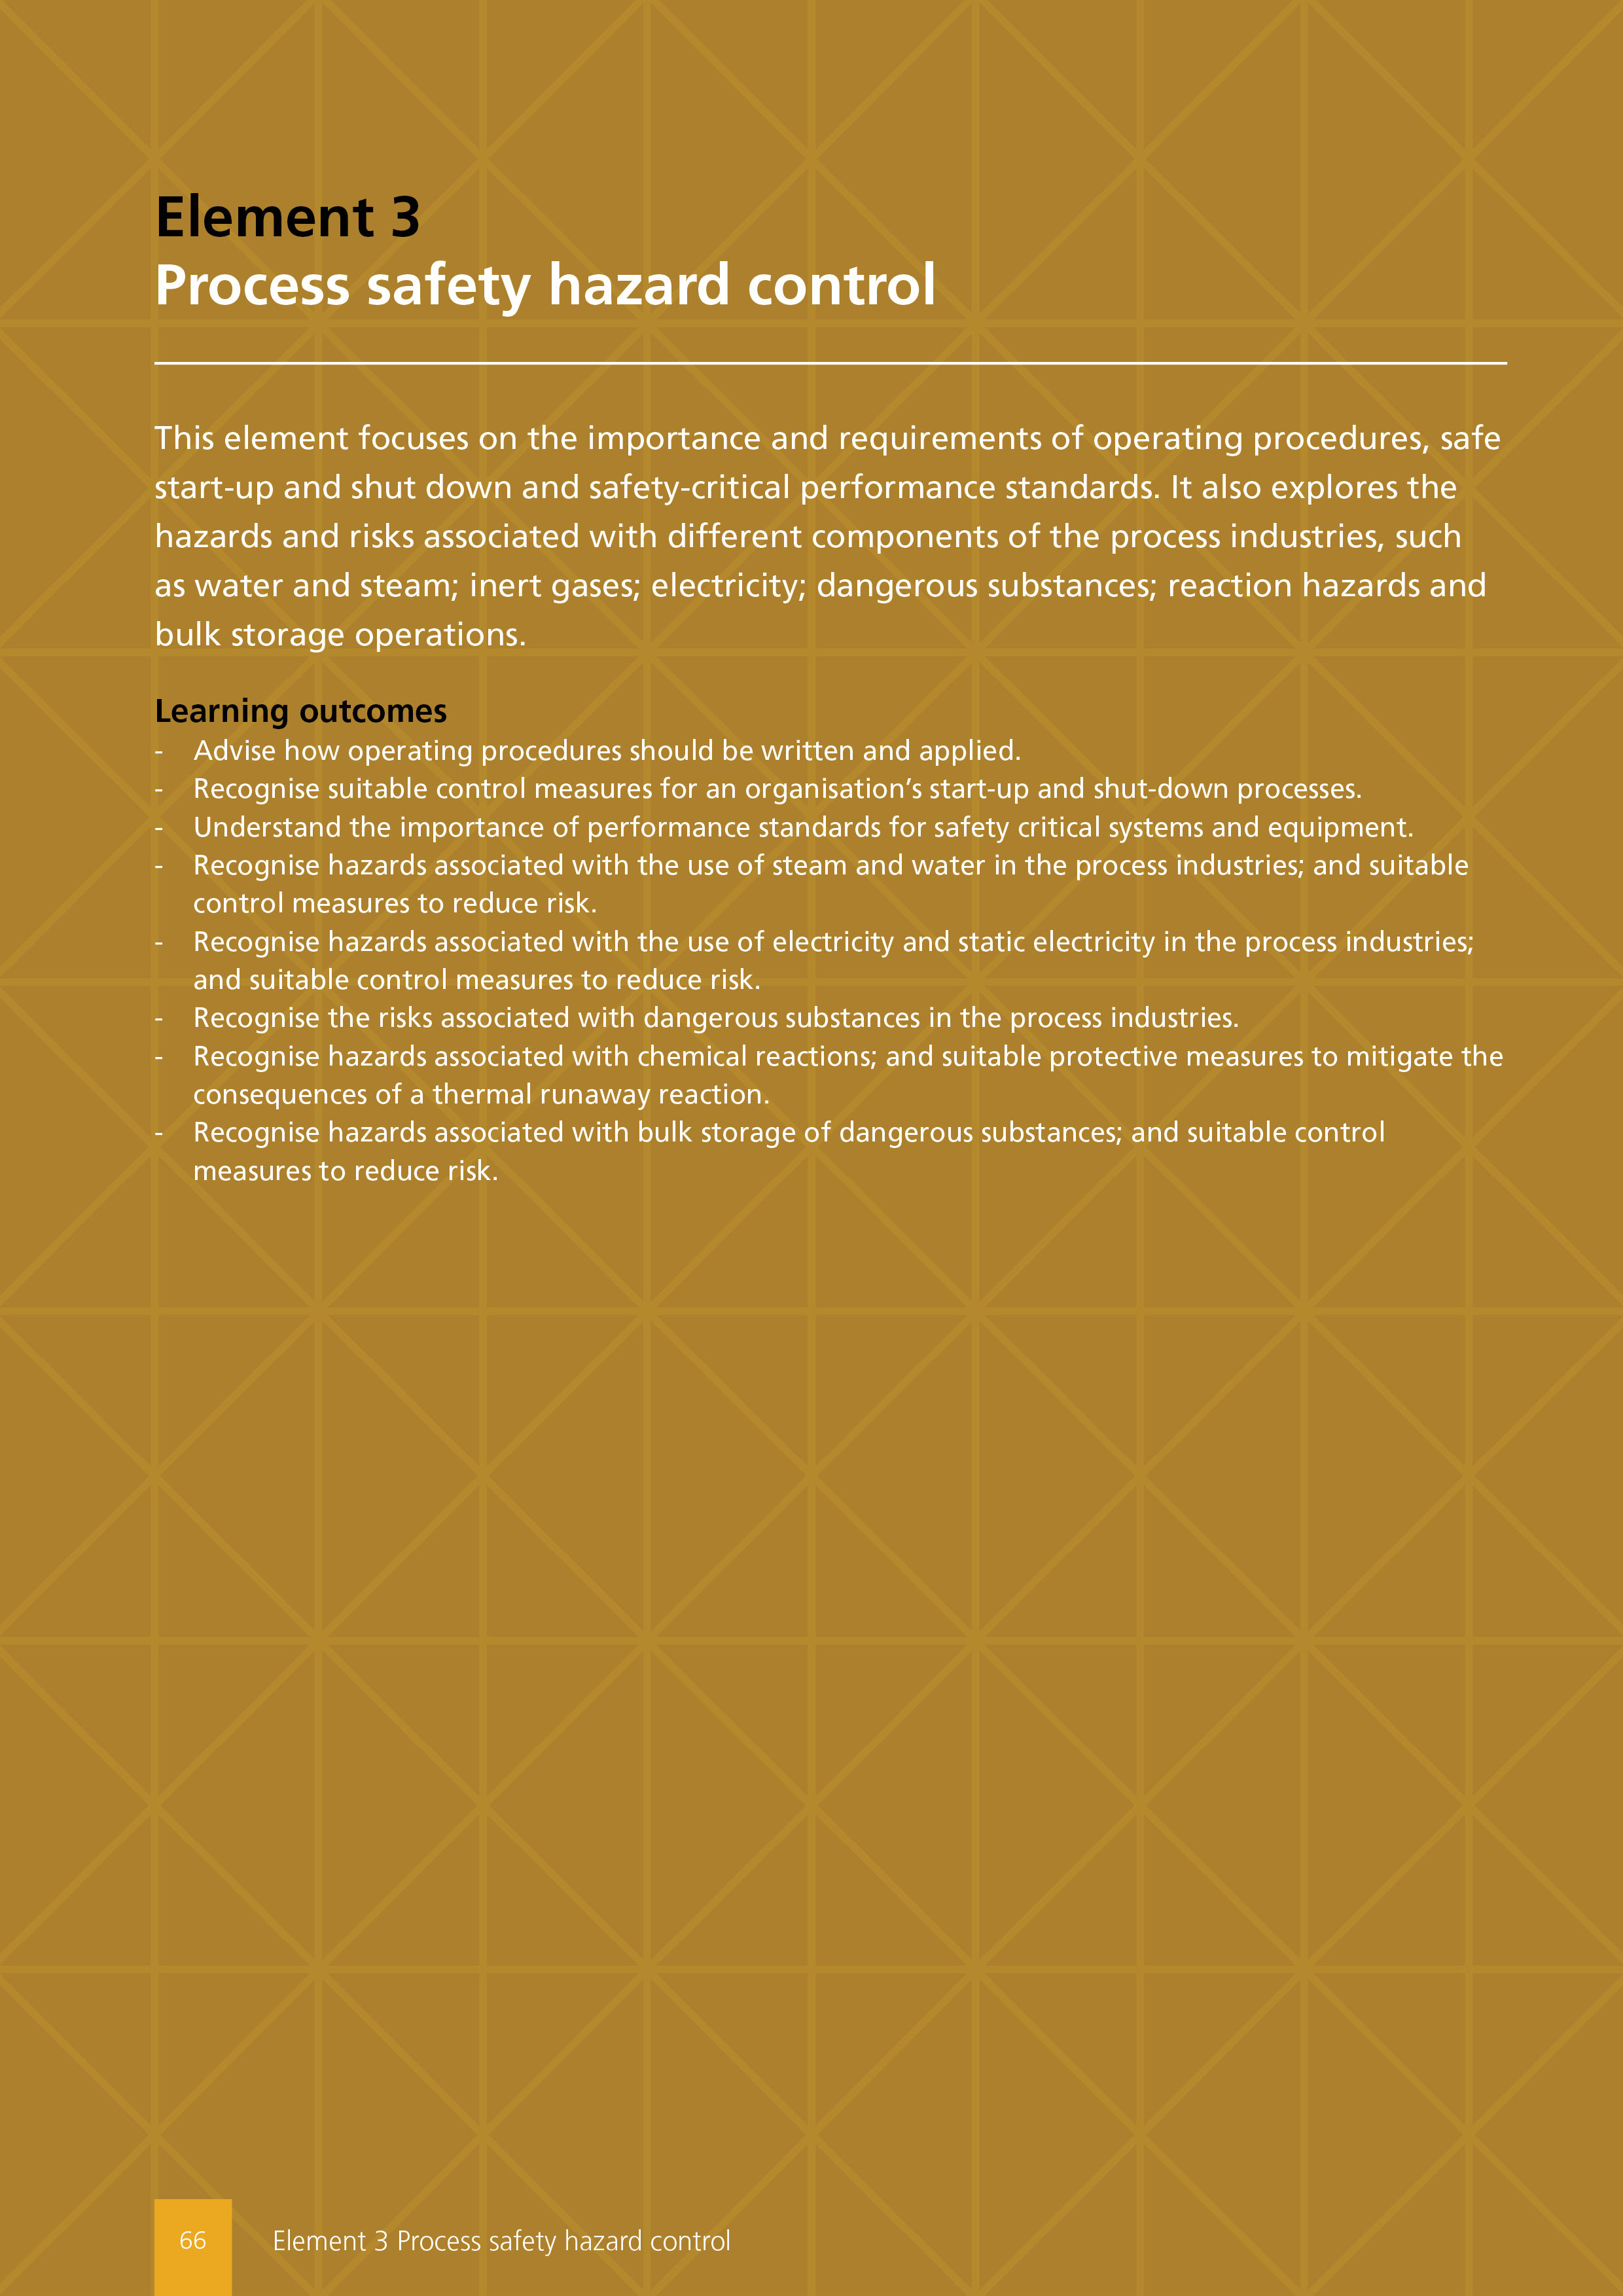 Element 3
Process safety hazard control
This element focuses on the importance and requirements of operating procedures, safe
start-up and shut down and safety-critical performance standards. It also explores the
hazards and risks associated with different components of the process industries, such
as water and steam; inert gases; electricity; dangerous substances; reaction hazards and
bulk storage operations.
Learning outcomes
- Advise how operating procedures should be written and applied.
- Recognise suitable control measures for an organisation’s start-up and shut-down processes.
- Understand the importance of performance standards for safety critical systems and equipment.
- Recognise hazards associated with the use of steam and water in the process industries; and suitable
control measures to reduce risk.
- Recognise hazards associated with the use of electricity and static electricity in the process industries;
and suitable control measures to reduce risk.
- Recognise the risks associated with dangerous substances in the process industries.
- Recognise hazards associated with chemical reactions; and suitable protective measures to mitigate the
consequences of a thermal runaway reaction.
- Recognise hazards associated with bulk storage of dangerous substances; and suitable control
measures to reduce risk.
66 Element 3 Process safety hazard control